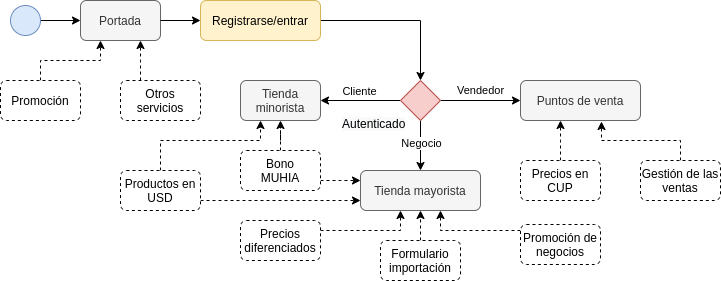 Portada
Registrarse/entrar
Promoción
Otros
servicios
Tienda
minorista
Cliente
Vendedor
Puntos de venta
Autenticado
Negocio
Productos en
USD
Bono
MUHIA
Tienda mayorista
Precios en
CUP
Gestión de las
ventas
Precios
diferenciados
Formulario
importación
Promoción de
negocios